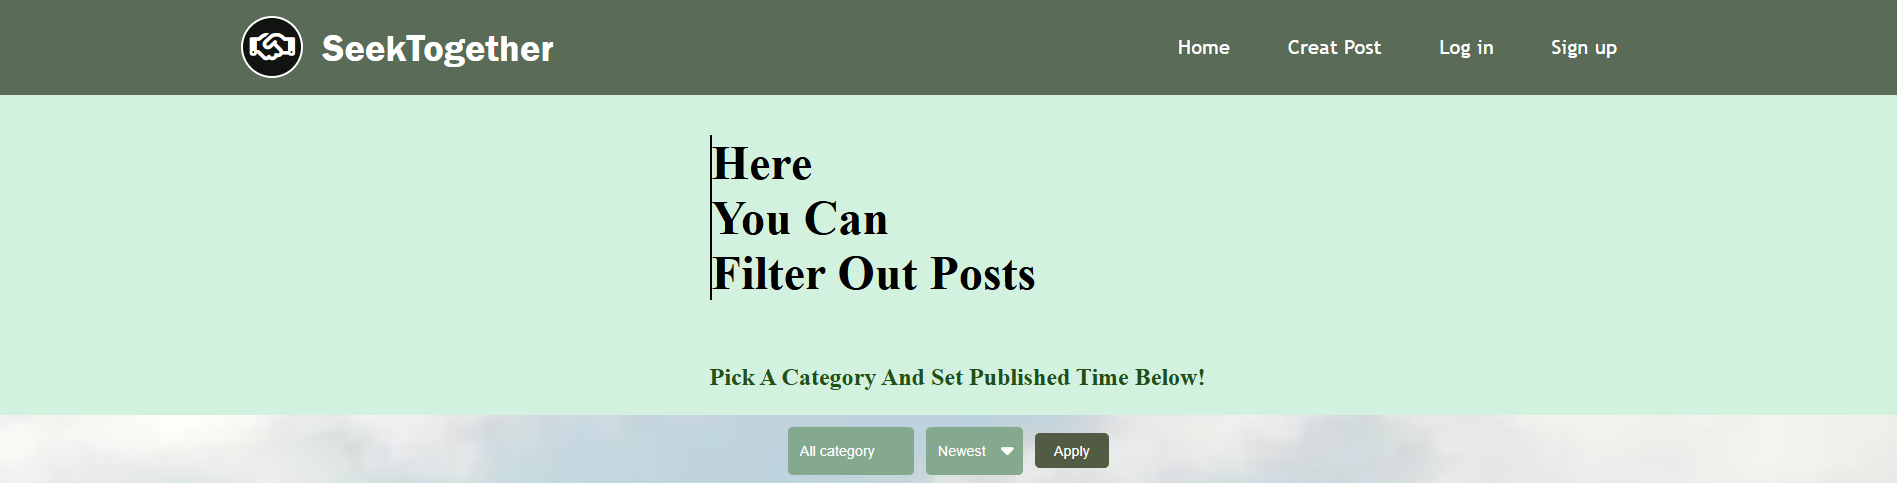 SeekTogether
Home
Creat Post
Log in
Sign up
Here
You Can
Filter Out Posts
Pick A Category And Set Published Time Below!
All category
Newest
Apply